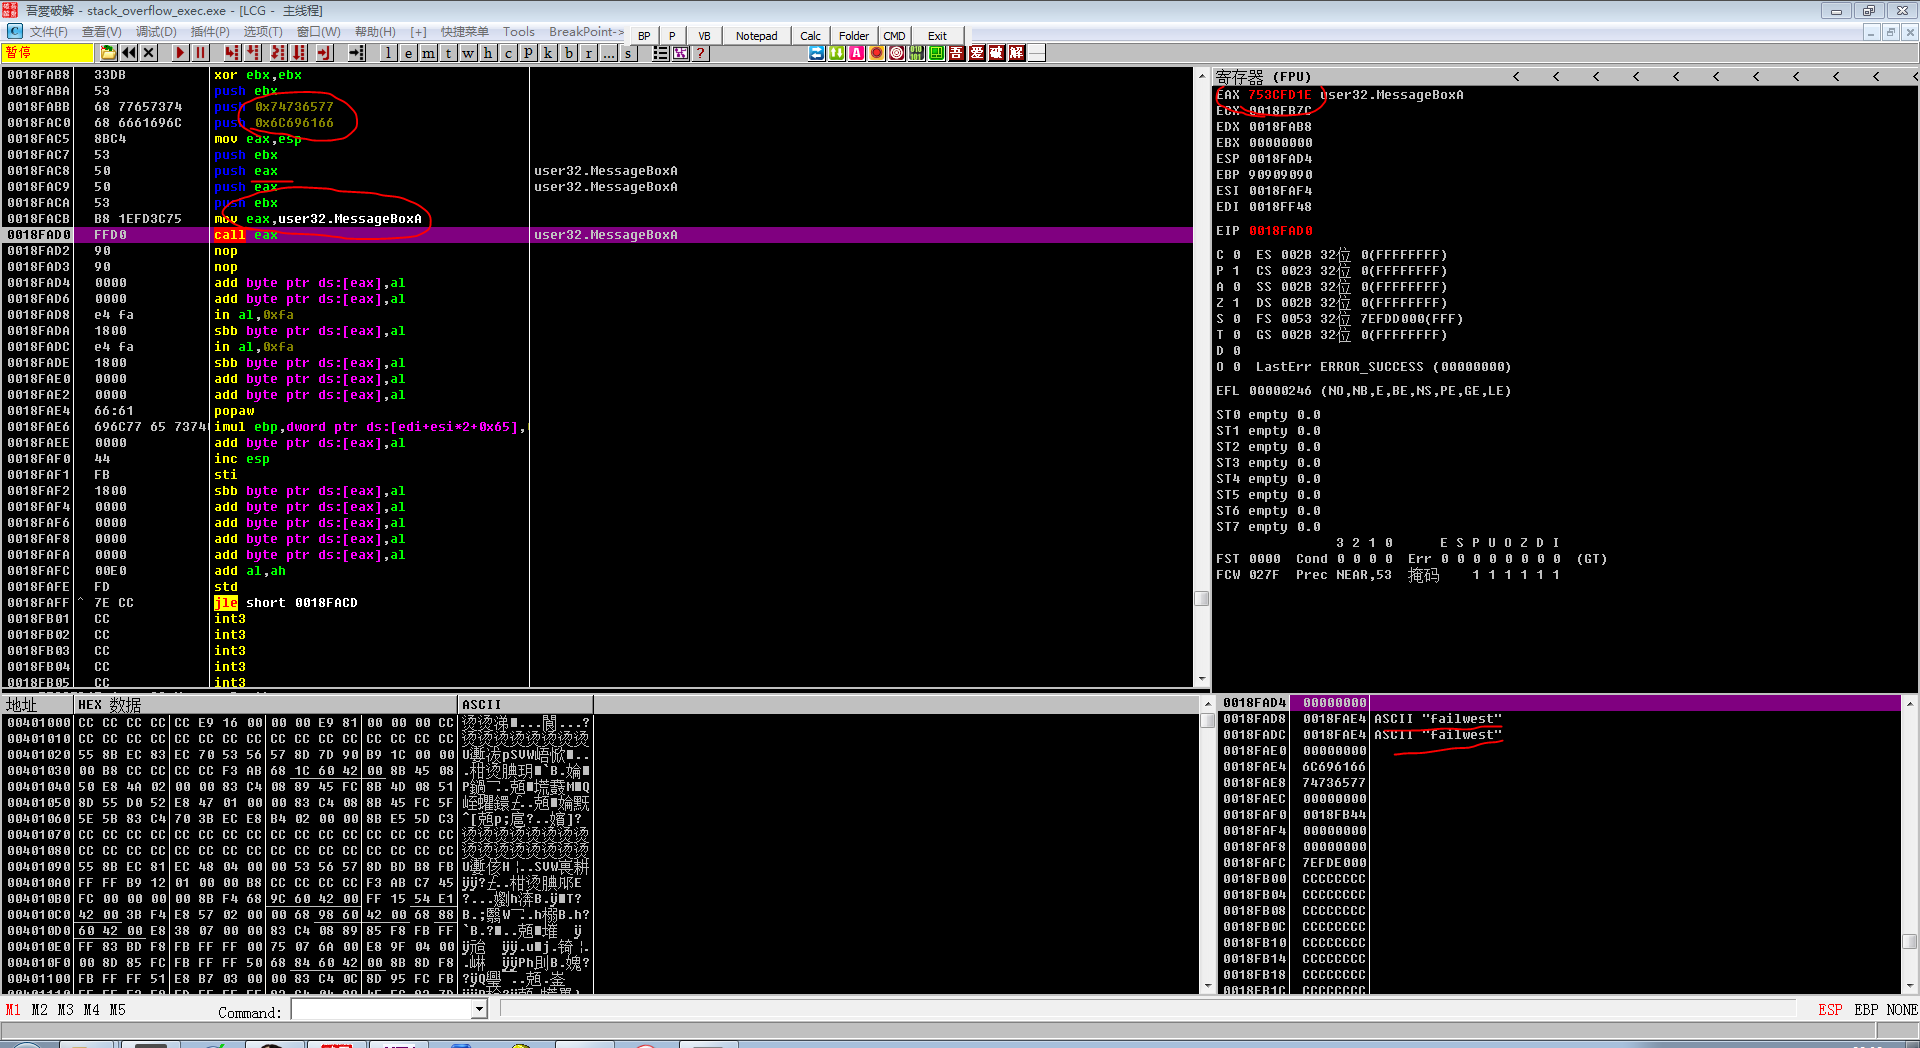 吾爱破解 - stack_overflow_exec.exe - [LCG - 主线程]
文件(F) 查看(V) 调试(D) 插件(P) 选项(T) 窗口(W) 帮助(H) [+] 快捷菜单 Tools BreakPoint-> BP P VB Notepad Calc Folder CMD Exit
暂停 l e m t w h c p k b r ... s ? 吾 爱 破 解
0018FAB8 33DB xor ebx,ebx
0018FABA 53 push ebx
0018FABB 68 77657374 push 0x74736577
0018FAC0 68 6661696C push 0x6C696166
0018FAC5 8BC4 mov eax,esp
0018FAC7 53 push ebx
0018FAC8 50 push eax user32.MessageBoxA
0018FAC9 50 push eax user32.MessageBoxA
0018FACA 53 push ebx
0018FACB B8 1EFD3C75 mov eax,user32.MessageBoxA
0018FAD0 FFD0 call eax user32.MessageBoxA
0018FAD2 90 nop
0018FAD3 90 nop
0018FAD4 0000 add byte ptr ds:[eax],al
0018FAD6 0000 add byte ptr ds:[eax],al
0018FAD8 e4 fa in al,0xfa
0018FADA 1800 sbb byte ptr ds:[eax],al
0018FADC e4 fa in al,0xfa
0018FADE 1800 sbb byte ptr ds:[eax],al
0018FAE0 0000 add byte ptr ds:[eax],al
0018FAE2 0000 add byte ptr ds:[eax],al
0018FAE4 66:61 popaw
0018FAE6 696C77 65 7374 imul ebp,dword ptr ds:[edi+esi*2+0x65],
0018FAEE 0000 add byte ptr ds:[eax],al
0018FAF0 44 inc esp
0018FAF1 FB sti
0018FAF2 1800 sbb byte ptr ds:[eax],al
0018FAF4 0000 add byte ptr ds:[eax],al
0018FAF6 0000 add byte ptr ds:[eax],al
0018FAF8 0000 add byte ptr ds:[eax],al
0018FAFA 0000 add byte ptr ds:[eax],al
0018FAFC 00E0 add al,ah
0018FAFE FD std
0018FAFF ^ 7E CC jle short 0018FACD
0018FB01 CC int3
0018FB02 CC int3
0018FB03 CC int3
0018FB04 CC int3
0018FB05 CC int3
寄存器 (FPU) < < < < < < < < < < <
EAX 753CFD1E user32.MessageBoxA
ECX 0018FB7C
EDX 0018FAB8
EBX 00000000
ESP 0018FAD4
EBP 90909090
ESI 0018FAF4
EDI 0018FF48
EIP 0018FAD0
C 0 ES 002B 32位 0(FFFFFFFF)
P 1 CS 0023 32位 0(FFFFFFFF)
A 0 SS 002B 32位 0(FFFFFFFF)
Z 1 DS 002B 32位 0(FFFFFFFF)
S 0 FS 0053 32位 7EFDD000(FFF)
T 0 GS 002B 32位 0(FFFFFFFF)
D 0
O 0 LastErr ERROR_SUCCESS (00000000)
EFL 00000246 (NO,NB,E,BE,NS,PE,GE,LE)
ST0 empty 0.0
ST1 empty 0.0
ST2 empty 0.0
ST3 empty 0.0
ST4 empty 0.0
ST5 empty 0.0
ST6 empty 0.0
ST7 empty 0.0
3 2 1 0 E S P U O Z D I
FST 0000 Cond 0 0 0 0 Err 0 0 0 0 0 0 0 0 (GT)
FCW 027F Prec NEAR,53 掩码 1 1 1 1 1 1
地址 HEX 数据 ASCII
00401000 CC CC CC CC CC E9 16 00 00 00 E9 81 00 00 00 CC
00401010 CC CC CC CC CC CC CC CC CC CC CC CC CC CC CC CC 烫烫烫烫烫烫烫烫
00401020 55 8B EC 83 EC 70 53 56 57 8D 7D 90 B9 1C 00 00
00401030 00 B8 CC CC CC CC F3 AB 68 1C 60 42 00 8B 45 08
00401040 50 E8 4A 02 00 00 83 C4 08 89 45 FC 8B 4D 08 51
00401050 8D 55 D0 52 E8 47 01 00 00 83 C4 08 8B 45 FC 5F
00401060 5E 5B 83 C4 70 3B EC E8 B4 02 00 00 8B E5 5D C3
00401070 CC CC CC CC CC CC CC CC CC CC CC CC CC CC CC CC 烫烫烫烫烫烫烫烫
00401080 CC CC CC CC CC CC CC CC CC CC CC CC CC CC CC CC 烫烫烫烫烫烫烫烫
00401090 55 8B EC 81 EC 48 04 00 00 53 56 57 8D BD B8 FB
004010A0 FF FF B9 12 01 00 00 B8 CC CC CC CC F3 AB C7 45
004010B0 FC 00 00 00 00 8B F4 68 9C 60 42 00 FF 15 54 E1
004010C0 42 00 3B F4 E8 57 02 00 00 68 98 60 42 00 68 88
004010D0 60 42 00 E8 38 07 00 00 83 C4 08 89 85 F8 FB FF
004010E0 FF 83 BD F8 FB FF FF 00 75 07 6A 00 E8 9F 04 00
004010F0 00 8D 85 FC FB FF FF 50 68 84 60 42 00 8B 8D F8
00401100 FB FF FF 51 E8 B7 03 00 00 83 C4 0C 8D 95 FC FB
0018FAD4 00000000
0018FAD8 0018FAE4 ASCII "failwest"
0018FADC 0018FAE4 ASCII "failwest"
0018FAE0 00000000
0018FAE4 6C696166
0018FAE8 74736577
0018FAEC 00000000
0018FAF0 0018FB44
0018FAF4 00000000
0018FAF8 00000000
0018FAFC 7EFDE000
0018FB00 CCCCCCCC
0018FB04 CCCCCCCC
0018FB08 CCCCCCCC
0018FB0C CCCCCCCC
0018FB10 CCCCCCCC
0018FB14 CCCCCCCC
0018FB18 CCCCCCCC
0018FB1C CCCCCCCC
M1 M2 M3 M4 M5 Command: ESP EBP NONE